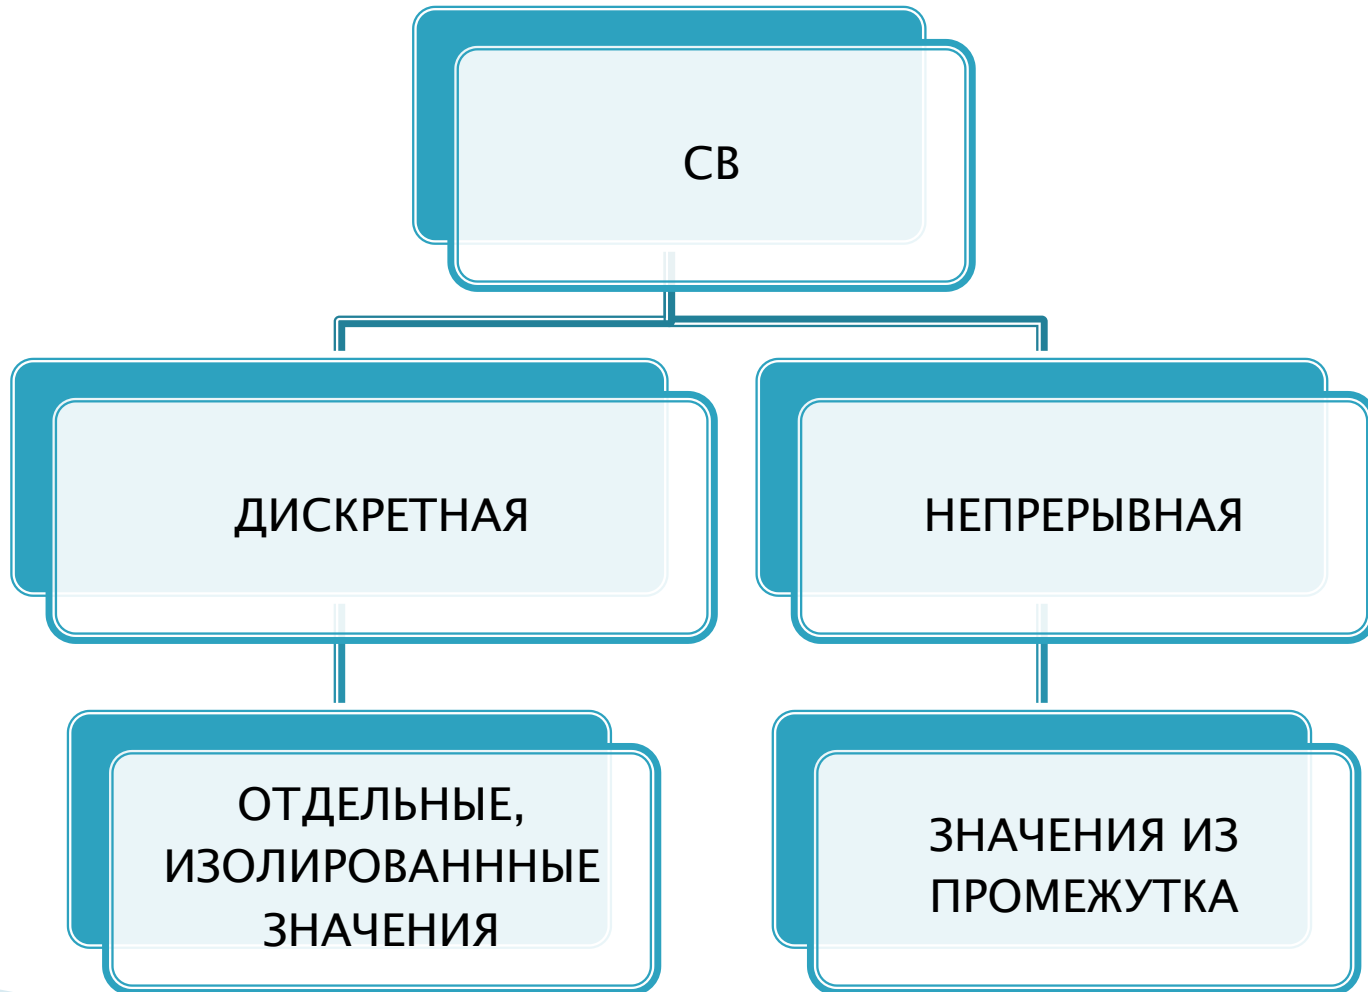 СВ
ДИСКРЕТНАЯ
НЕПРЕРЫВНАЯ
ОТДЕЛЬНЫЕ,
ИЗОЛИРОВАНННЫЕ
ЗНАЧЕНИЯ
ЗНАЧЕНИЯ ИЗ
ПРОМЕЖУТКА